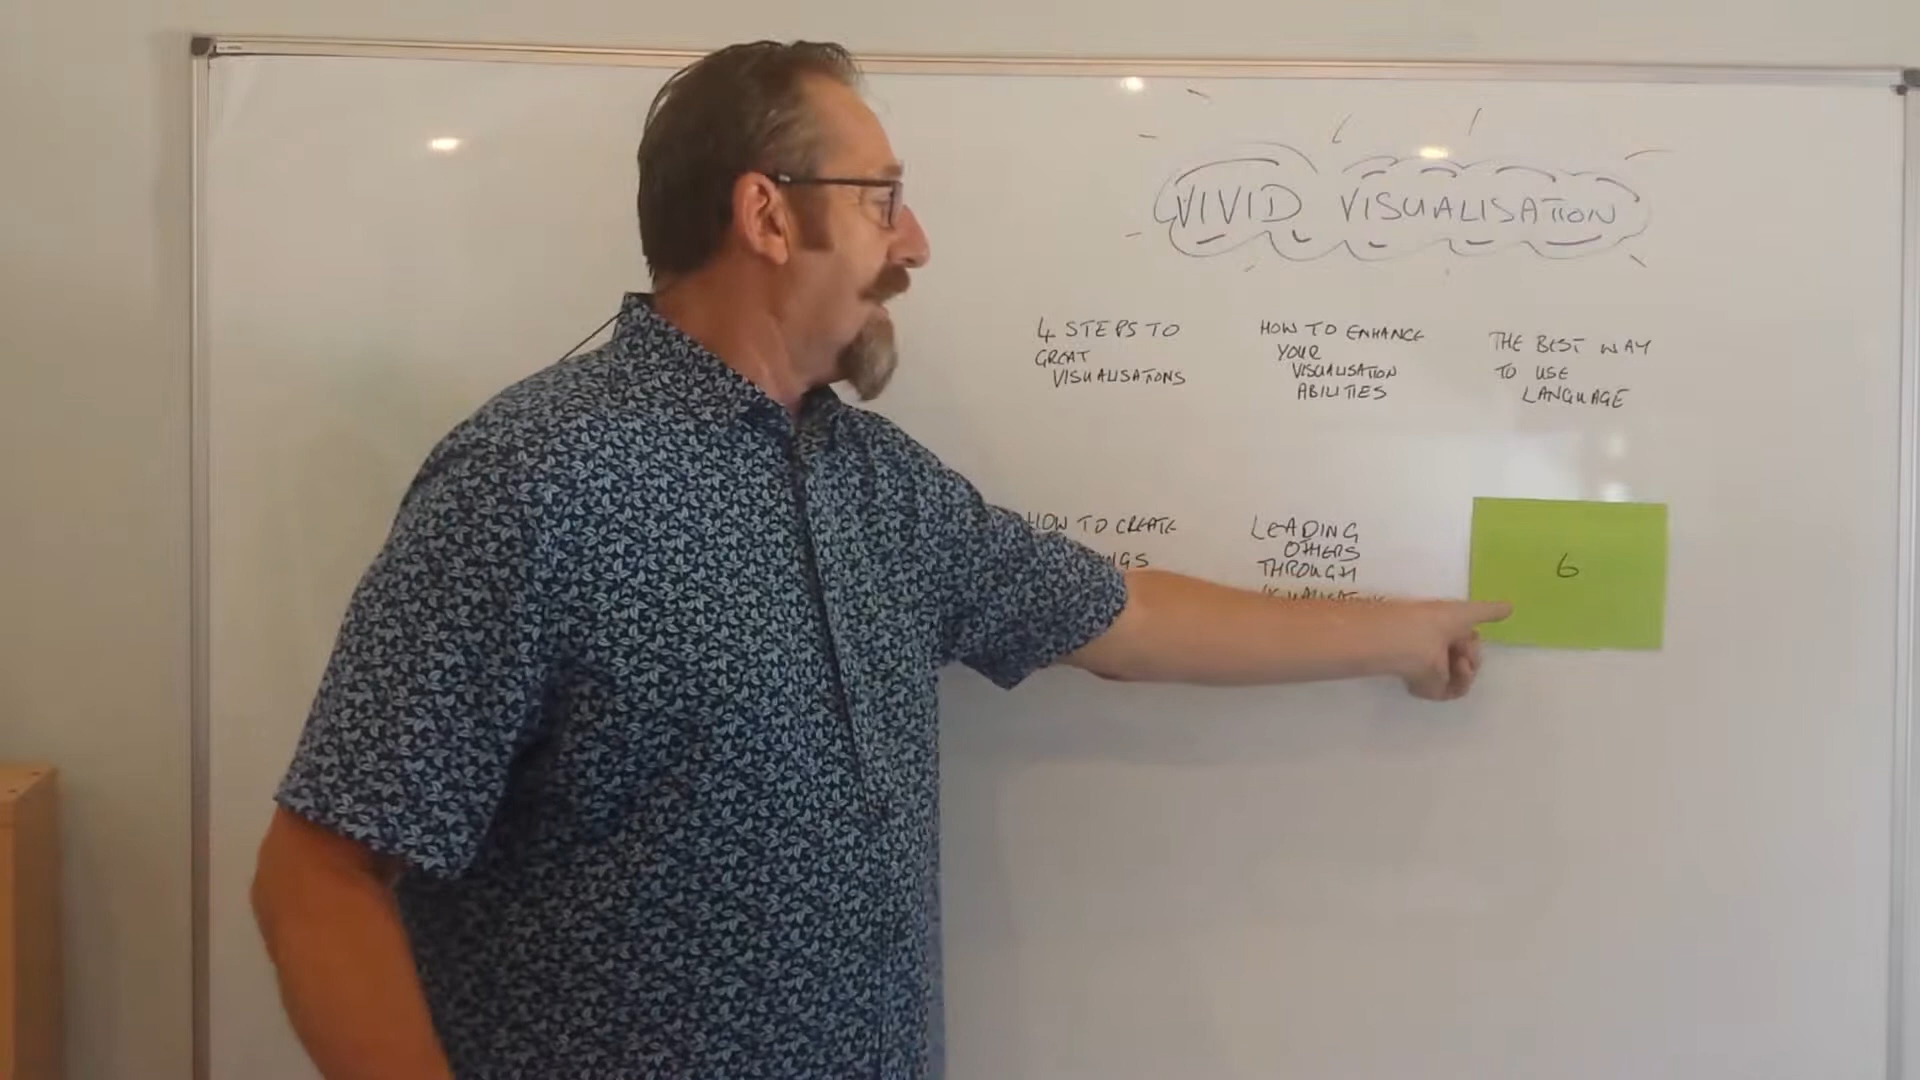 VIVID VISUALISATION
4 STEPS TO
GREAT
VISUALISATIONS
HOW TO ENHANCE
YOUR
VISUALISATION
ABILITIES
THE BEST WAY
TO USE
LANGUAGE
HOW TO CREATE
LEADING
OTHERS
THROUGH
6